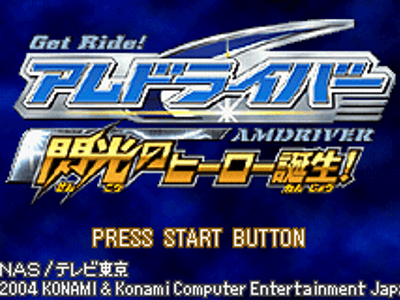 Get Ride!
アムドライバー
AMDRIVER
閃光のヒーロー誕生!
せん こう たんじょう
PRESS START BUTTON
NAS/テレビ東京
2004 KONAMI & Konami Computer Entertainment Jap